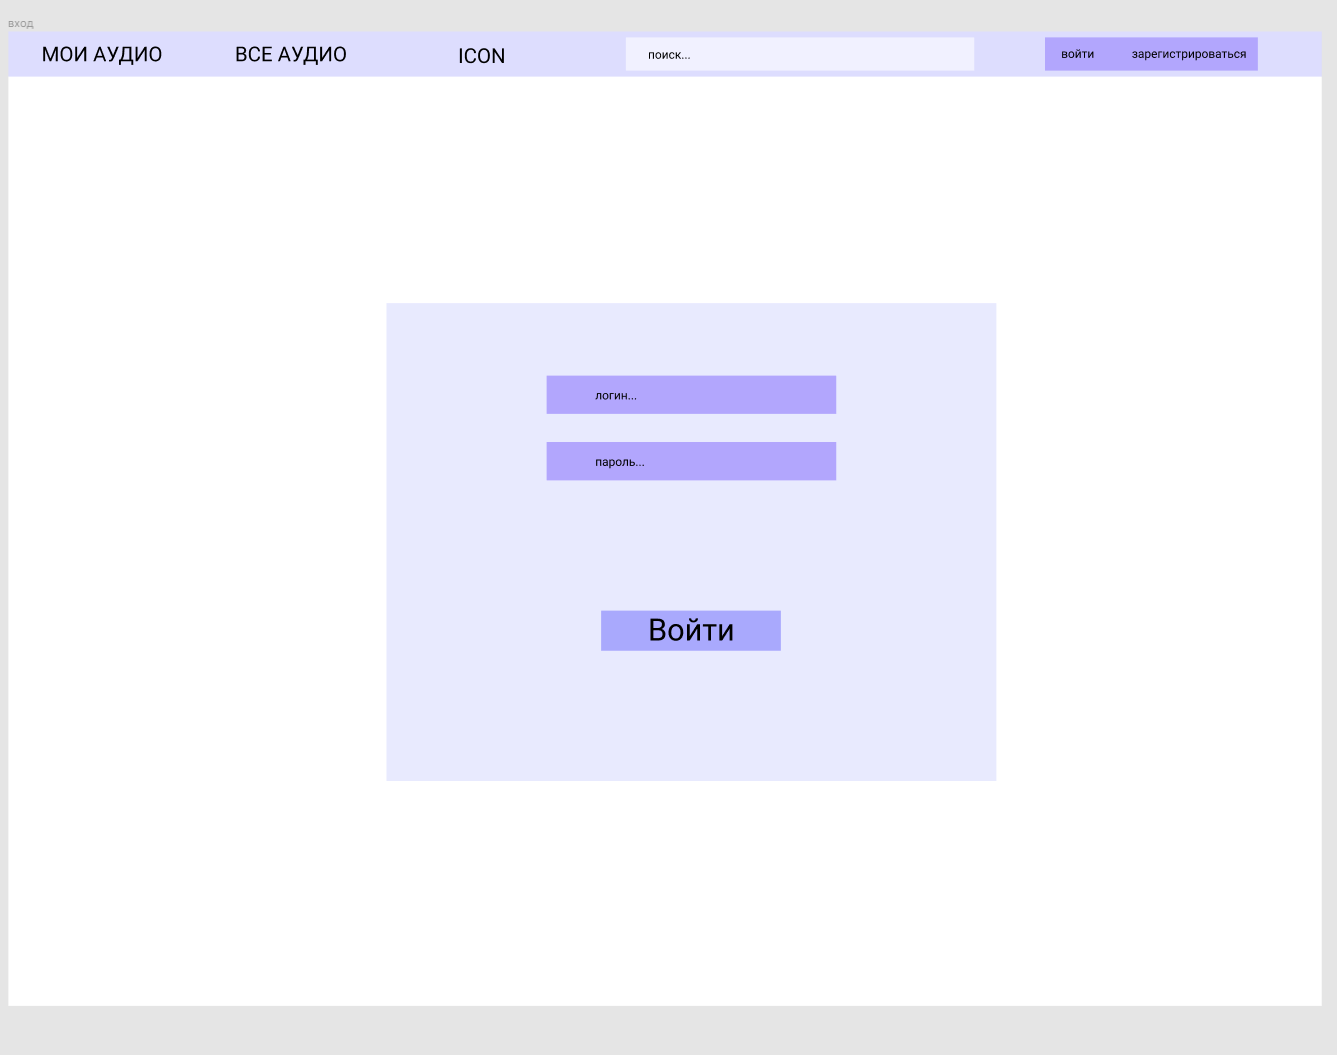 вход
МОИ АУДИО
ВСЕ АУДИО
ICON
поиск...
войти
зарегистрироваться
логин...
пароль...
Войти